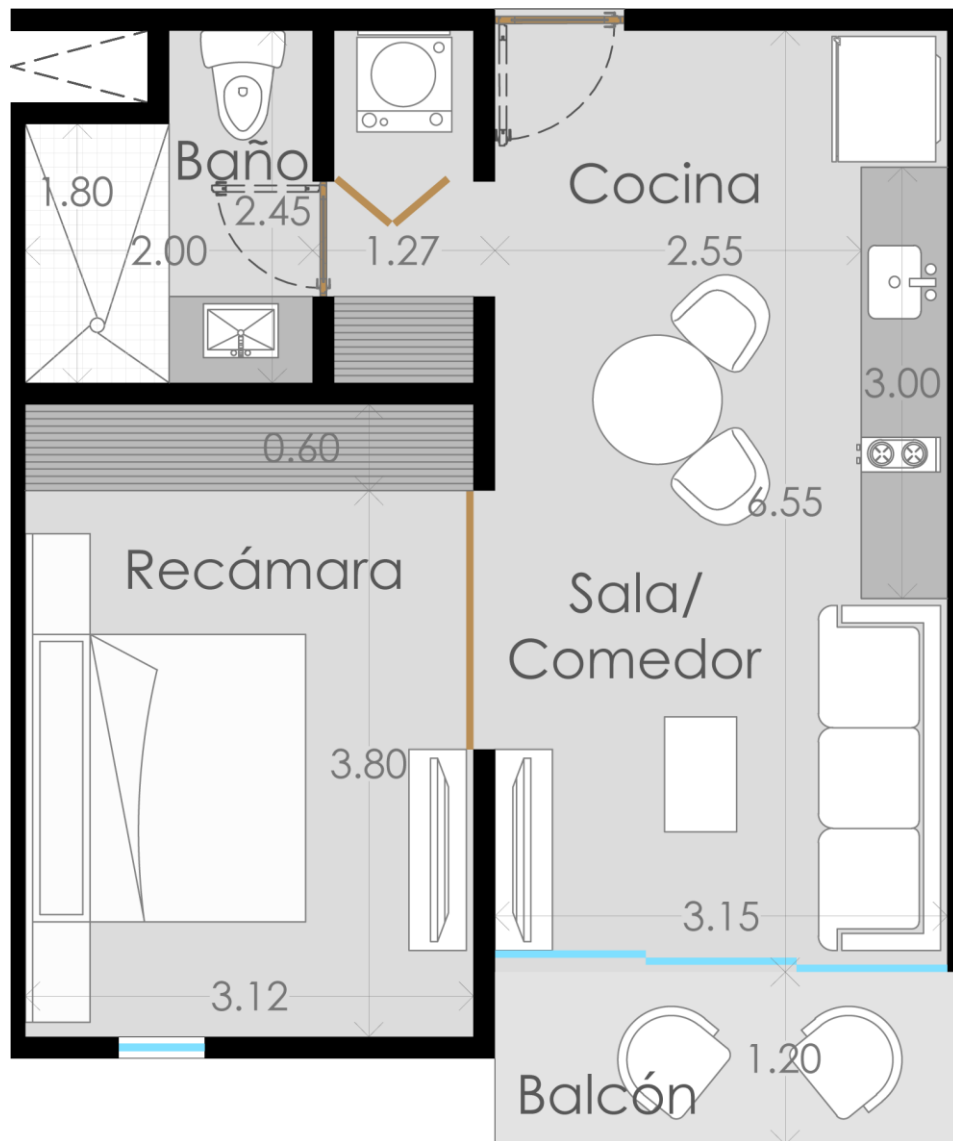 Baño
1.80
2.45
Cocina
2.00
1.27
2.55
3.00
0.60
6.55
Recámara
Sala/
Comedor
3.80
3.15
3.12
1.20
Balcón